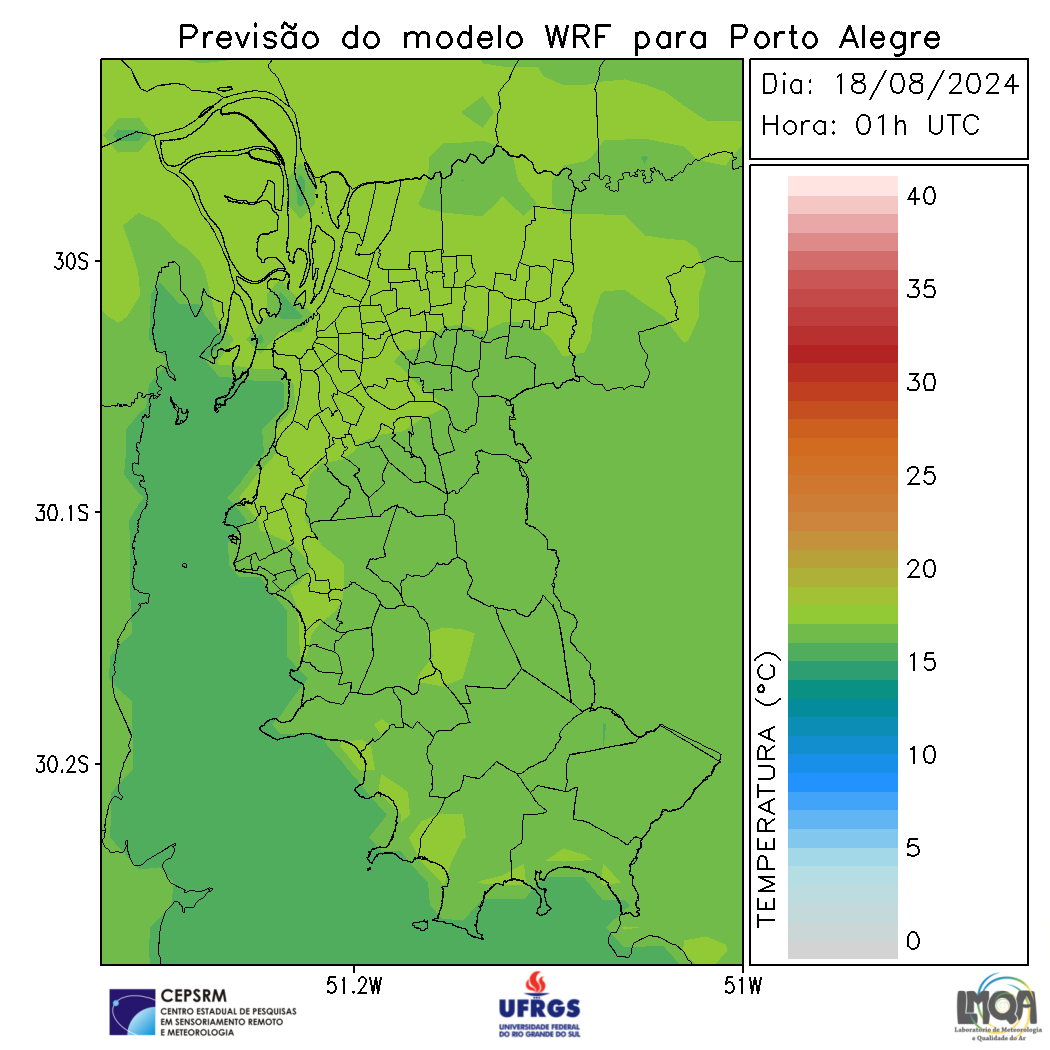 Previsão do modelo WRF para Porto Alegre
Dia: 18/08/2024
Hora: 01h UTC
40
35
30
25
20
15
10
5
0
TEMPERATURA (°C)
30S
30.1S
30.2S
51.2W
51W
CEPSRM
CENTRO ESTADUAL DE PESQUISAS
EM SENSORIAMENTO REMOTO
E METEOROLOGIA
UFRGS
UNIVERSIDADE FEDERAL
DO RIO GRANDE DO SUL
LMQA
Laboratório de Meteorologia
e Qualidade do Ar